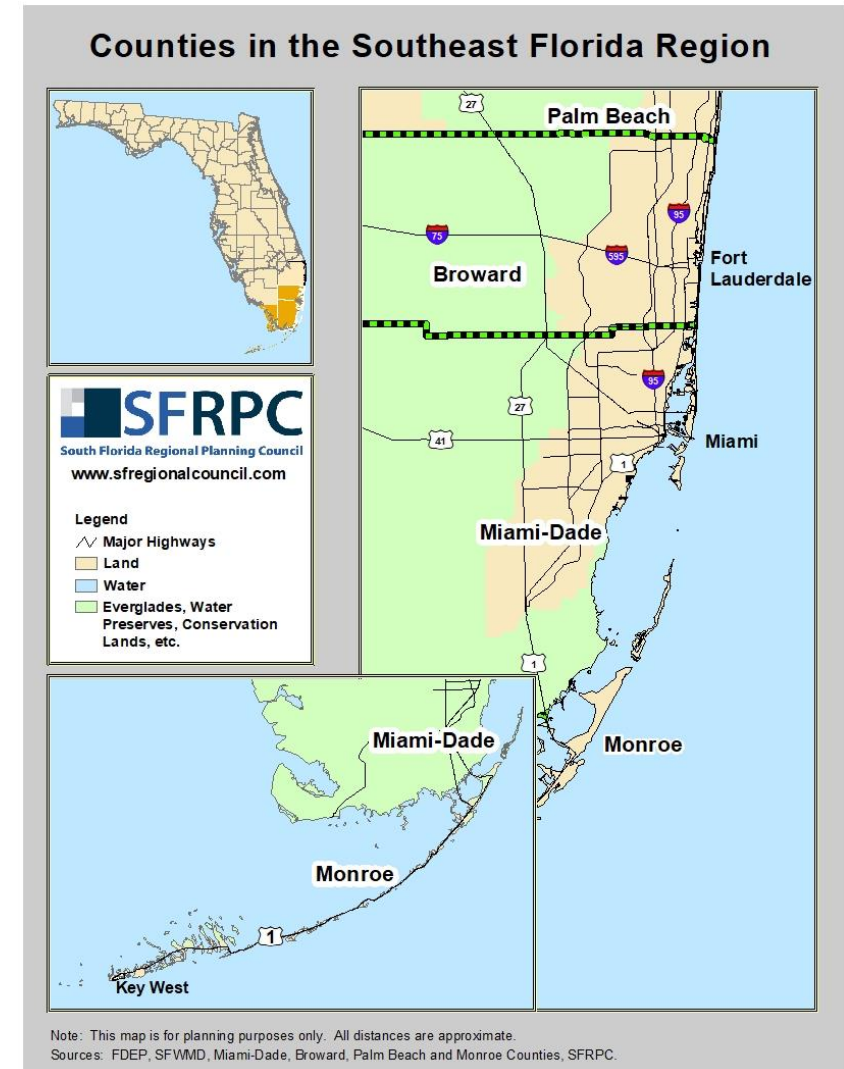 Counties in the Southeast Florida Region
27
Palm Beach
95
75
595
Fort
Lauderdale
Broward
95
27
41
Miami
1
Miami-Dade
1
Monroe
SFRPC
South Florida Regional Planning Council
www.sfregionalcouncil.com
Legend
Major Highways
Land
Water
Everglades, Water
Preserves, Conservation
Lands, etc.
Miami-Dade
Monroe
1
Key West
Note: This map is for planning purposes only. All distances are approximate.
Sources: FDEP, SFWMD, Miami-Dade, Broward, Palm Beach and Monroe Counties, SFRPC.